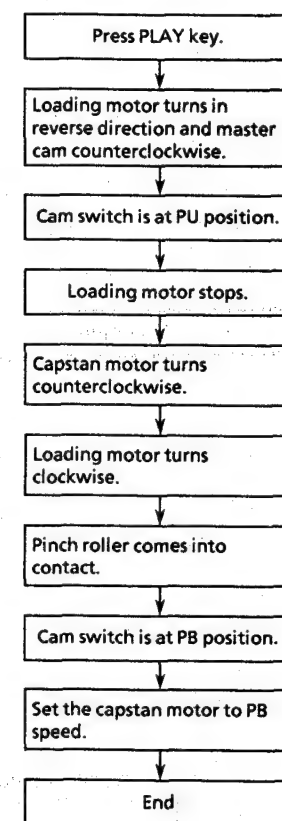 Press PLAY key.
Loading motor turns in
reverse direction and master
cam counterclockwise.
Cam switch is at PU position.
Loading motor stops.
Capstan motor turns
counterclockwise.
Loading motor turns
clockwise.
Pinch roller comes into
contact.
Cam switch is at PB position.
Set the capstan motor to PB
speed.
End